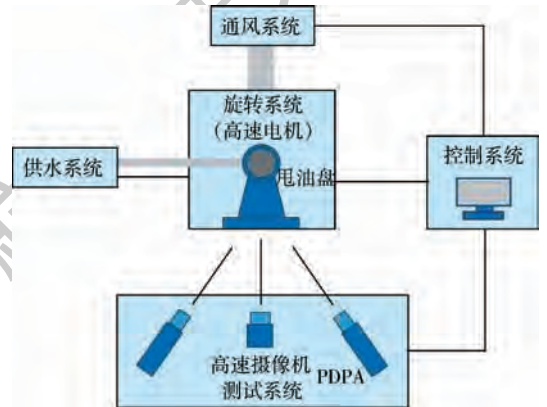 通风系统
旋转系统
（高速电机）
供水系统
甩油盘
控制系统
高速摄像机
测试系统
PDPA